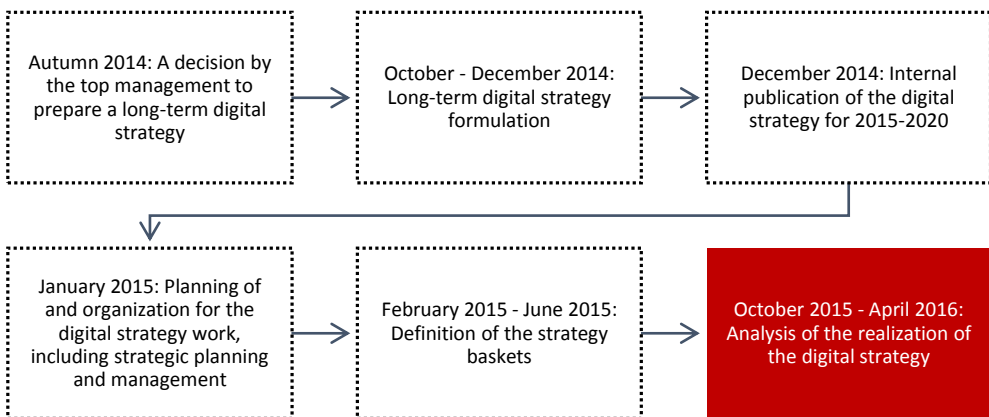 Autumn 2014: A decision by
the top management to
prepare a long-term digital
strategy
October - December 2014:
Long-term digital strategy
formulation
December 2014: Internal
publication of the digital
strategy for 2015-2020
January 2015: Planning of
and organization for the
digital strategy work,
including strategic planning
and management
February 2015 - June 2015:
Definition of the strategy
baskets
October 2015 - April 2016:
Analysis of the realization of
the digital strategy